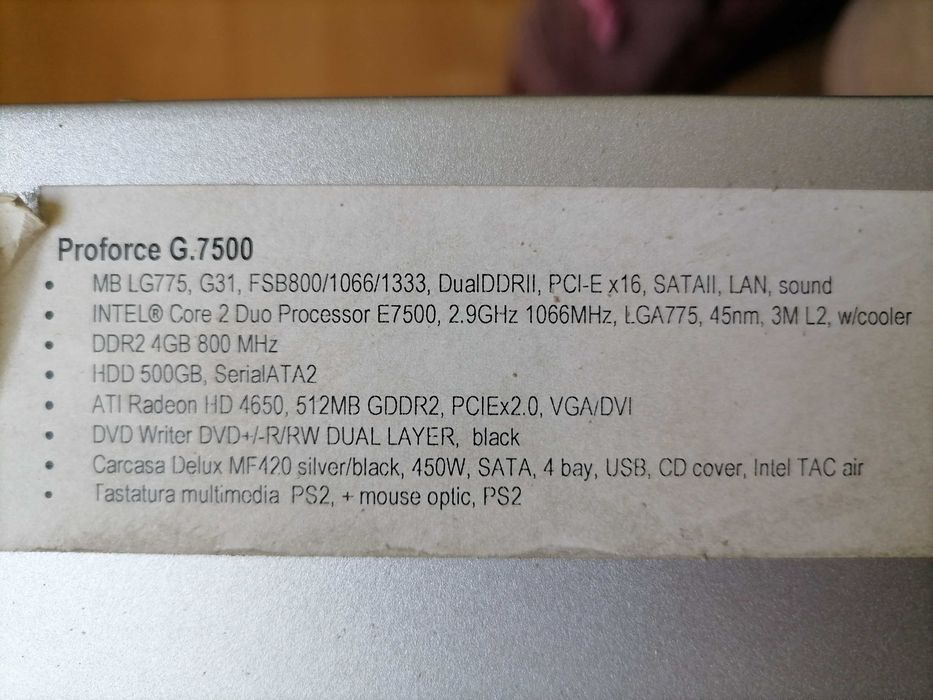 Proforce G.7500
• MB LG775, G31, FSB800/1066/1333, DualDDRII, PCI-E x16, SATAII, LAN, sound
• INTEL® Core 2 Duo Processor E7500, 2.9GHz 1066MHz, LGA775, 45nm, 3M L2, w/cooler
• DDR2 4GB 800 MHz
• HDD 500GB, SerialATA2
• ATI Radeon HD 4650, 512MB GDDR2, PCIEx2.0, VGA/DVI
• DVD Writer DVD+/-R/RW DUAL LAYER, black
• Carcasa Delux MF420 silver/black, 450W, SATA, 4 bay, USB, CD cover, Intel TAC air
• Tastatura multimedia PS2, + mouse optic, PS2